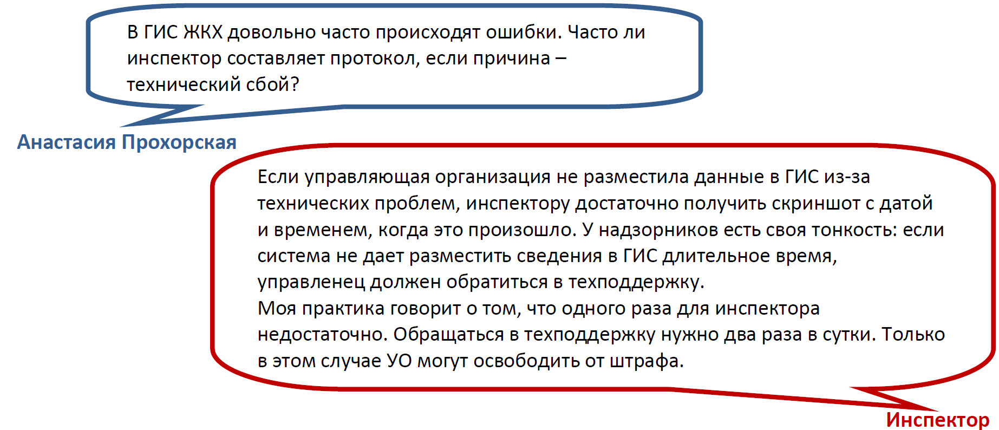 В ГИС ЖКХ довольно часто происходят ошибки. Часто ли
инспектор составляет протокол, если причина –
технический сбой?
Анастасия Прохорская
Если управляющая организация не разместила данные в ГИС из-за
технических проблем, инспектору достаточно получить скриншот с датой
и временем, когда это произошло. У надзорников есть своя тонкость: если
система не дает разместить сведения в ГИС длительное время,
управленец должен обратиться в техподдержку.
Моя практика говорит о том, что одного раза для инспектора
недостаточно. Обращаться в техподдержку нужно два раза в сутки. Только
в этом случае УО могут освободить от штрафа.
Инспектор